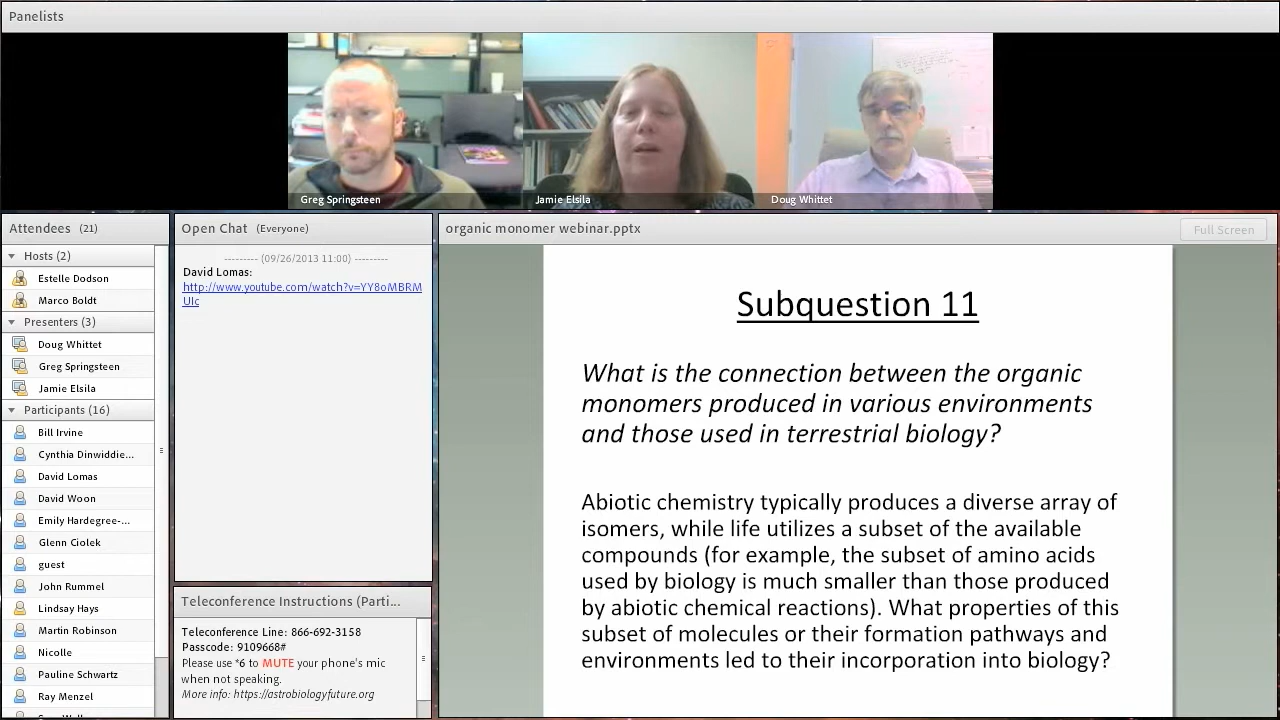 Panelists
Greg Springsteen
Jamie Elsila
Doug Whittet
Attendees (21)
Hosts (2)
Estelle Dodson
Marco Boldt
Presenters (3)
Doug Whittet
Greg Springsteen
Jamie Elsila
Participants (16)
Bill Irvine
Cynthia Dinwiddie...
David Lomas
David Woon
Emily Hardegree-...
Glenn Ciolek
guest
John Rummel
Lindsay Hays
Martin Robinson
Nicolle
Pauline Schwartz
Ray Menzel
Open Chat (Everyone)
--------- (09/26/2013 11:00) ---------
David Lomas:
http://www.youtube.com/watch?v=YY8oMBRM
UIc
Teleconference Instructions (Parti...
Teleconference Line: 866-692-3158
Passcode: 9109668#
Please use *6 to MUTE your phone's mic
when not speaking.
More info: https://astrobiologyfuture.org
organic monomer webinar.pptx
Full Screen
Subquestion 11
What is the connection between the organic
monomers produced in various environments
and those used in terrestrial biology?
Abiotic chemistry typically produces a diverse array of
isomers, while life utilizes a subset of the available
compounds (for example, the subset of amino acids
used by biology is much smaller than those produced
by abiotic chemical reactions). What properties of this
subset of molecules or their formation pathways and
environments led to their incorporation into biology?